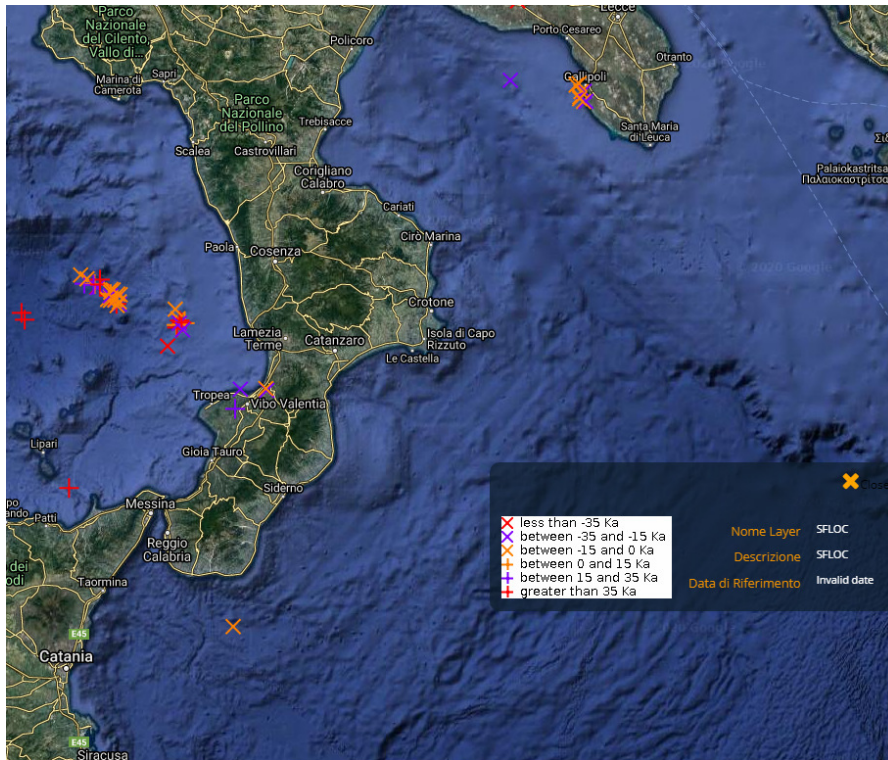 Parco
Nazionale
del Cilento,
Vallo di...
Policoro
Lecce
Porto Cesareo
Otranto
Marina di
Camerota
Sapri
Gallipoli
Parco
Nazionale
del Pollino
Trebisacce
Santa Maria
di Leuca
Scalea
Castrovillari
Palaiokastritsa
Παλαιοκαστρίτσα
Corigliano
Calabro
Cariati
Paola
Cosenza
Cirò Marina
2020 Google
Crotone
Lamezia
Terme
Catanzaro
Isola di Capo
Rizzuto
Le Castella
Tropea
Vibo Valentia
Lipari
Gioia Tauro
Siderno
Messina
Patti
Reggio
Calabria
Taormina
Close
less than -35 Ka
between -35 and -15 Ka
between -15 and 0 Ka
between 0 and 15 Ka
between 15 and 35 Ka
greater than 35 Ka
Nome Layer SFLOC
Descrizione SFLOC
Data di Riferimento Invalid date
E45
Catania
E45
Siracusa